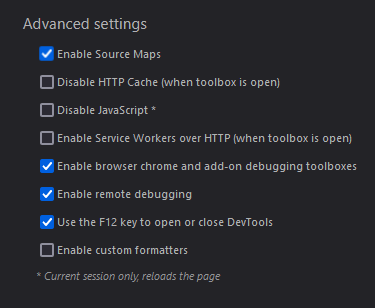 Advanced settings
Enable Source Maps
Disable HTTP Cache (when toolbox is open)
Disable JavaScript *
Enable Service Workers over HTTP (when toolbox is open)
Enable browser chrome and add-on debugging toolboxes
Enable remote debugging
Use the F12 key to open or close DevTools
Enable custom formatters
* Current session only, reloads the page